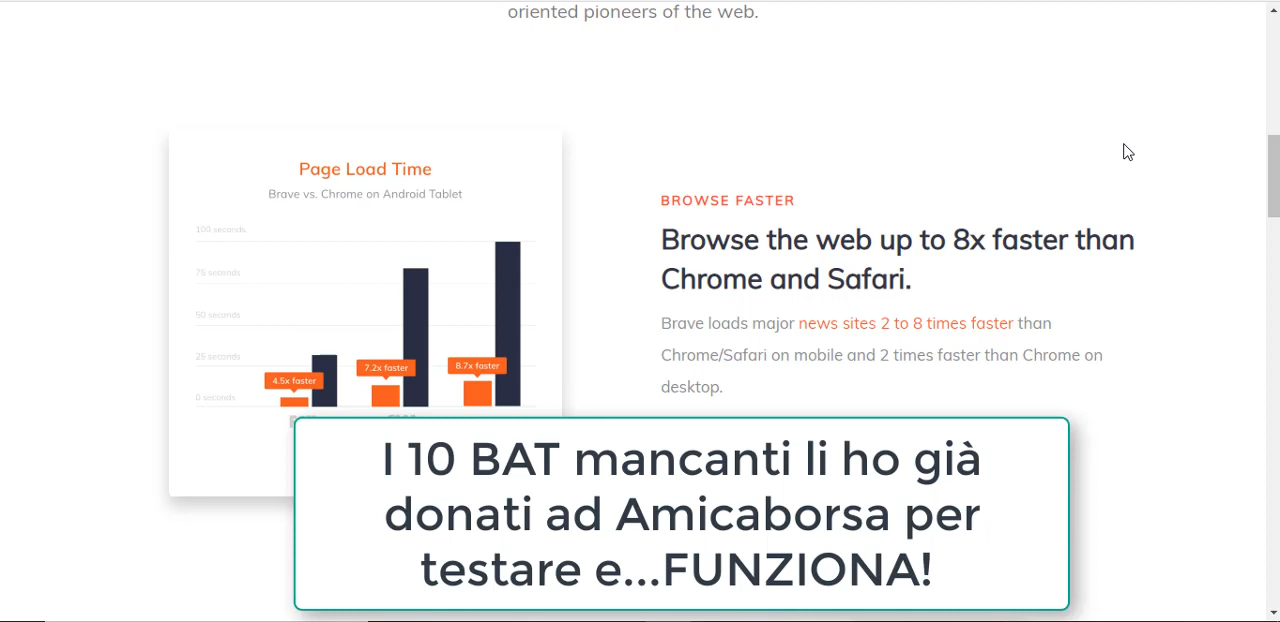 oriented pioneers of the web.
Page Load Time
Brave vs. Chrome on Android Tablet
100 seconds
75 seconds
50 seconds
25 seconds
0 seconds
4.5x faster
7.2x faster
8.7x faster
BROWSE FASTER
Browse the web up to 8x faster than
Chrome and Safari.
Brave loads major news sites 2 to 8 times faster than
Chrome/Safari on mobile and 2 times faster than Chrome on
desktop.
I 10 BAT mancanti li ho già
donati ad Amicaborsa per
testare e...FUNZIONA!